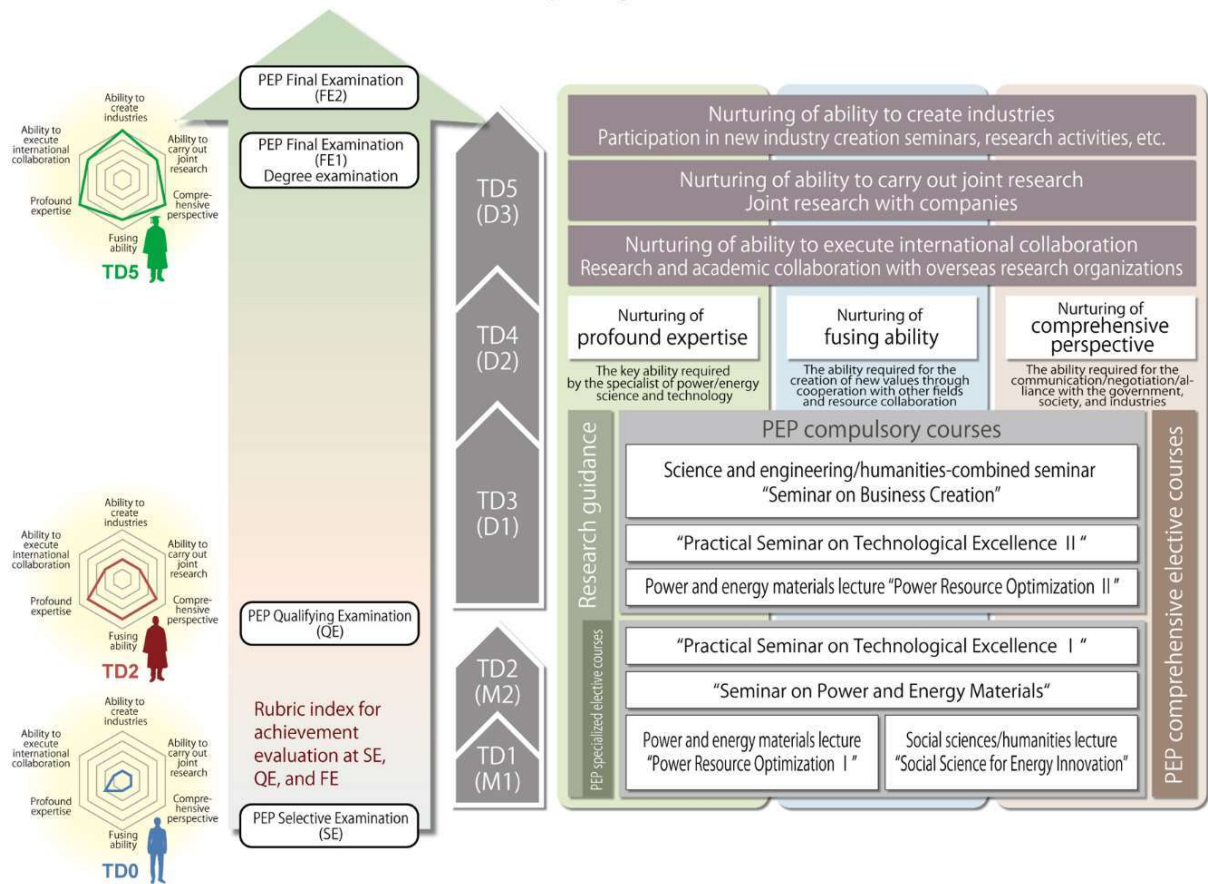 Ability to
create
industries
Ability to
execute
international
collaboration
Ability to
carry out
joint
research
Profound
expertise
Compre-
hensive
perspective
Fusing
ability
TD5
Ability to
create
industries
Ability to
execute
international
collaboration
Ability to
carry out
joint
research
Profound
expertise
Comprehensive
perspective
Fusing
ability
TD2
Ability to
create
industries
Ability to
execute
international
collaboration
Ability to
carry out
joint
research
Profound
expertise
Comprehensive
perspective
Fusing
ability
TD0
PEP Final Examination
(FE2)
PEP Final Examination
(FE1)
Degree examination
PEP Qualifying Examination
(QE)
Rubric index for
achievement
evaluation at SE,
QE, and FE
PEP Selective Examination
(SE)
TD5
(D3)
TD4
(D2)
TD3
(D1)
TD2
(M2)
TD1
(M1)
Nurturing of ability to create industries
Participation in new industry creation seminars, research activities, etc.
Nurturing of ability to carry out joint research
Joint research with companies
Nurturing of ability to execute international collaboration
Research and academic collaboration with overseas research organizations
Nurturing of
profound expertise
The key ability required
by the specialist of power/energy
science and technology
Nurturing of
fusing ability
The ability required for the
creation of new values through
cooperation with other fields
and resource collaboration
Nurturing of
comprehensive
perspective
The ability required for the
communication/negotiation/al-
liance with the government,
society, and industries
Research guidance
PEP specialized elective courses
PEP compulsory courses
Science and engineering/humanities-combined seminar
“Seminar on Business Creation”
“Practical Seminar on Technological Excellence II“
Power and energy materials lecture “Power Resource Optimization II”
“Practical Seminar on Technological Excellence I“
“Seminar on Power and Energy Materials“
Power and energy materials lecture
“Power Resource Optimization I”
Social sciences/humanities lecture
“Social Science for Energy Innovation”
PEP comprehensive elective courses